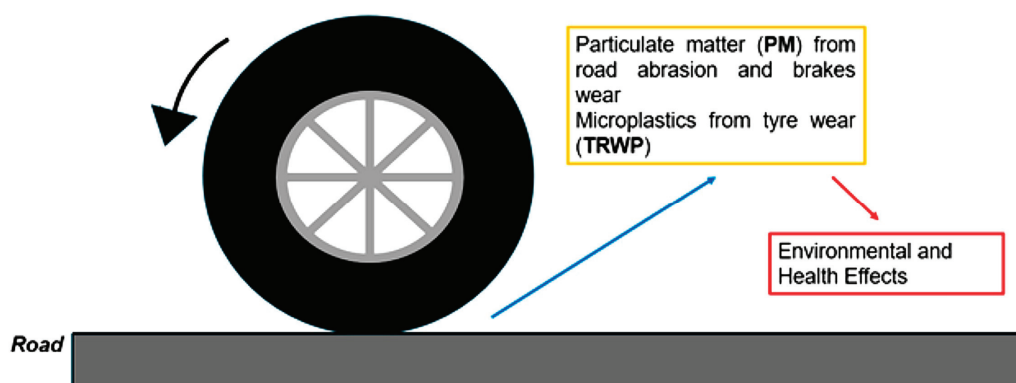 Particulate matter (PM) from
road abrasion and brakes
wear
Microplastics from tyre wear
(TRWP)
Environmental and
Health Effects
Road